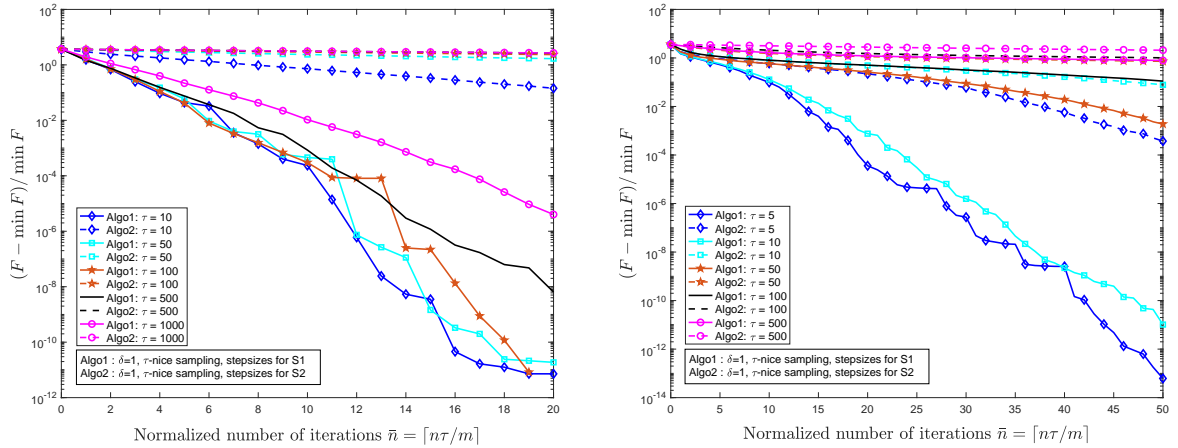 (F − min F)/ min F
10^2
10^0
10^-2
10^-4
10^-6
10^-8
10^-10
10^-12
Algo1: τ = 10
Algo2: τ = 10
Algo1: τ = 50
Algo2: τ = 50
Algo1: τ = 100
Algo2: τ = 100
Algo1: τ = 500
Algo2: τ = 500
Algo1: τ = 1000
Algo2: τ = 1000
Algo1 : δ=1, τ-nice sampling, stepsizes for S1
Algo2 : δ=1, τ-nice sampling, stepsizes for S2
0 2 4 6 8 10 12 14 16 18 20
Normalized number of iterations n̄ = ⌈nτ/m⌉
(F − min F)/ min F
10^2
10^0
10^-2
10^-4
10^-6
10^-8
10^-10
10^-12
10^-14
Algo1: τ = 5
Algo2: τ = 5
Algo1: τ = 10
Algo2: τ = 10
Algo1: τ = 50
Algo2: τ = 50
Algo1: τ = 100
Algo2: τ = 100
Algo1: τ = 500
Algo2: τ = 500
Algo1 : δ=1, τ-nice sampling, stepsizes for S1
Algo2 : δ=1, τ-nice sampling, stepsizes for S2
0 5 10 15 20 25 30 35 40 45 50
Normalized number of iterations n̄ = ⌈nτ/m⌉